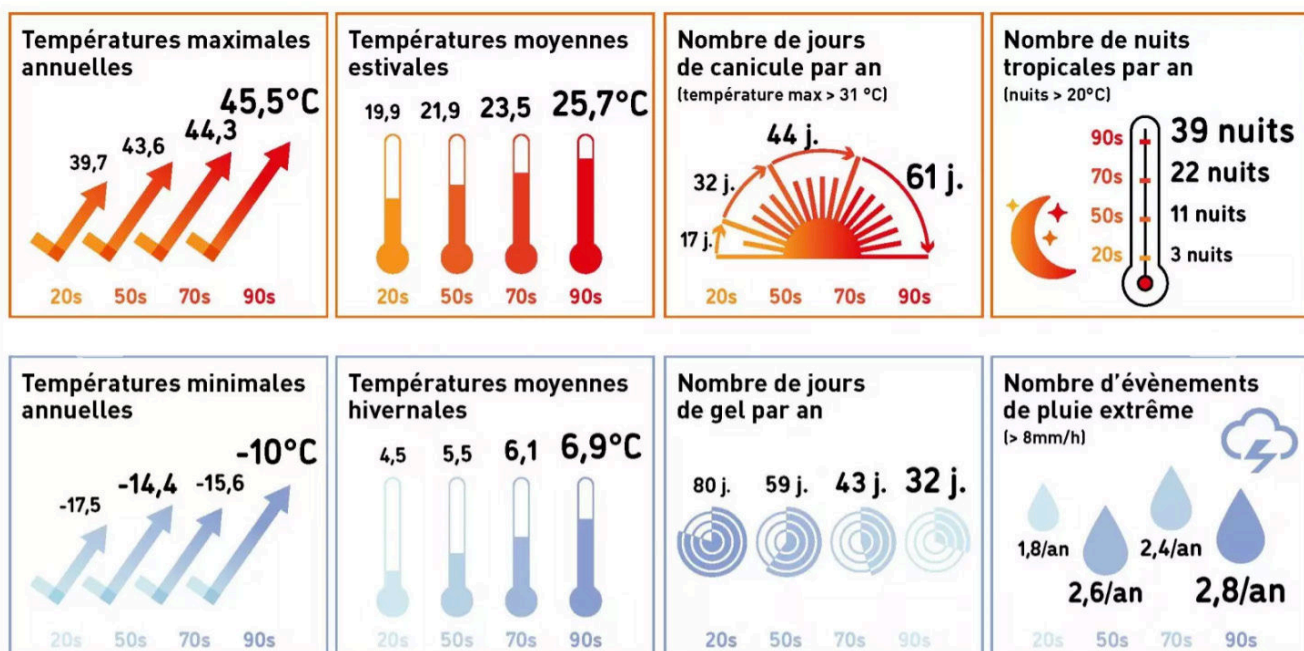 Températures maximales
annuelles
39,7
43,6
44,3
45,5°C
20s 50s 70s 90s
Températures moyennes
estivales
19,9 21,9 23,5 25,7°C
20s 50s 70s 90s
Nombre de jours
de canicule par an
(température max > 31 °C)
17 j.
32 j.
44 j.
61 j.
20s 50s 70s 90s
Nombre de nuits
tropicales par an
(nuits > 20°C)
90s 39 nuits
70s 22 nuits
50s 11 nuits
20s 3 nuits
Températures minimales
annuelles
-17,5
-14,4
-15,6
-10°C
20s 50s 70s 90s
Températures moyennes
hivernales
4,5 5,5 6,1 6,9°C
20s 50s 70s 90s
Nombre de jours
de gel par an
80 j. 59 j. 43 j. 32 j.
20s 50s 70s 90s
Nombre d'évènements
de pluie extrême
(> 8mm/h)
1,8/an
2,6/an
2,4/an
2,8/an
20s 50s 70s 90s